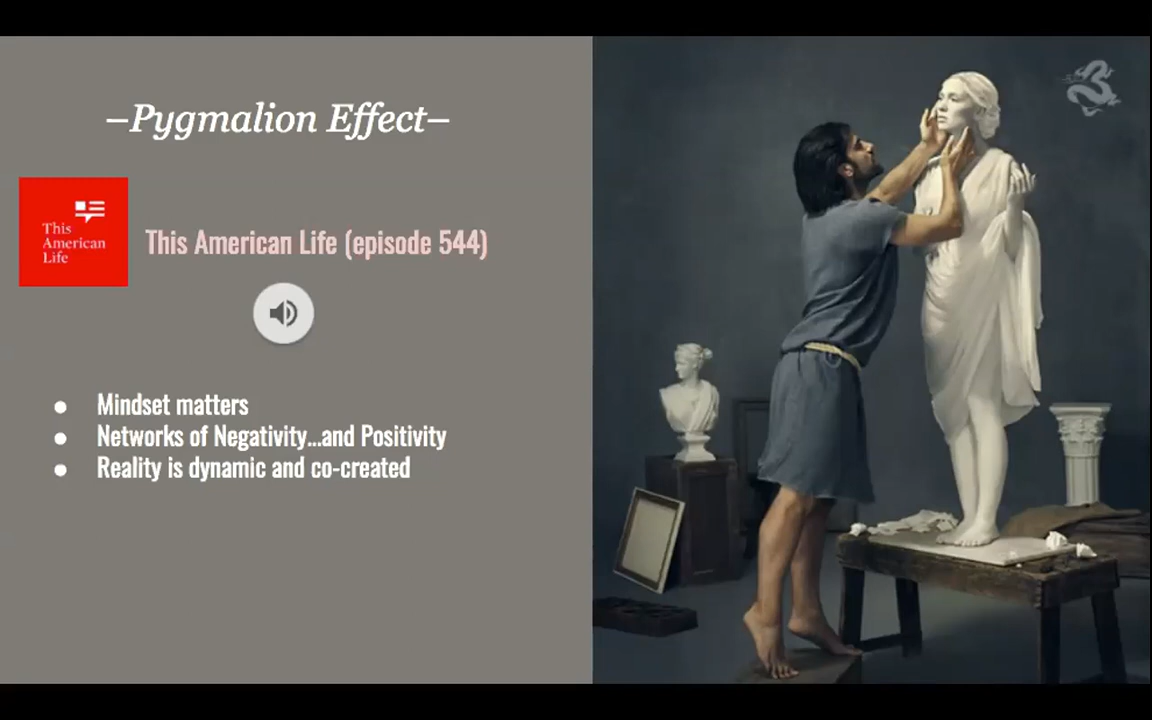 –Pygmalion Effect–
This
American
Life
This American Life (episode 544)
● Mindset matters
● Networks of Negativity...and Positivity
● Reality is dynamic and co-created